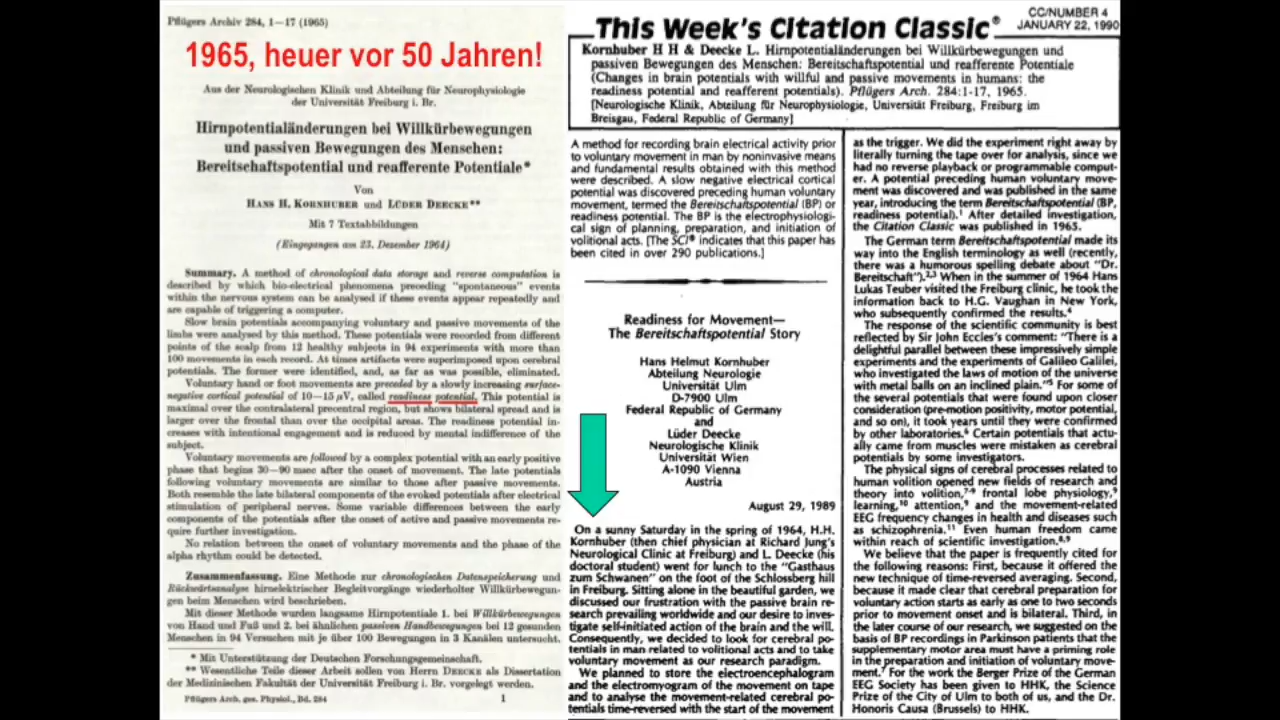 Pflügers Archiv 284, 1—17 (1965)
1965, heuer vor 50 Jahren!
Aus der Neurologischen Klinik und Abteilung für Neurophysiologie
der Universität Freiburg i. Br.
Hirnpotentialänderungen bei Willkürbewegungen
und passiven Bewegungen des Menschen:
Bereitschaftspotential und reafferente Potentiale*
Von
HANS H. KORNHUBER und LÜDER DEECKE**
Mit 7 Textabbildungen
(Eingegangen am 23. Dezember 1964)
Summary. A method of chronological data storage and reverse computation is
described by which bio-electrical phenomena preceding "spontaneous" events
within the nervous system can be analysed if these events appear repeatedly and
are capable of triggering a computer.
Slow brain potentials accompanying voluntary and passive movements of the
limbs were analysed by this method. These potentials were recorded from different
points of the scalp from 12 healthy subjects in 94 experiments with more than
100 movements in each record. At times artifacts were superimposed upon cerebral
potentials. The former were identified, and, as far as was possible, eliminated.
Voluntary hand or foot movements are preceded by a slowly increasing surface-
negative cortical potential of 10—15 µV, called readiness potential. This potential is
maximal over the contralateral precentral region, but shows bilateral spread and is
larger over the frontal than over the occipital areas. The readiness potential in-
creases with intentional engagement and is reduced by mental indifference of the
subject.
Voluntary movements are followed by a complex potential with an early positive
phase that begins 30—90 msec after the onset of movement. The late potentials
following voluntary movements are similar to those after passive movements.
Both resemble the late bilateral components of the evoked potentials after electrical
stimulation of peripheral nerves. Some variable differences between the early
components of the potentials after the onset of active and passive movements re-
quire further investigation.
No relation between the onset of voluntary movements and the phase of the
alpha rhythm could be detected.
Zusammenfassung. Eine Methode zur chronologischen Datenspeicherung und
Rückwärtsanalyse hirnelektrischer Begleitvorgänge wiederholter Willkürbewegun-
gen beim Menschen wird beschrieben.
Mit dieser Methode wurden langsame Hirnpotentiale 1. bei Willkürbewegungen
von Hand und Fuß und 2. bei ähnlichen passiven Handbewegungen bei 12 gesunden
Menschen in 94 Versuchen mit je über 100 Bewegungen in 3 Kanälen untersucht.
* Mit Unterstützung der Deutschen Forschungsgemeinschaft.
** Wesentliche Teile dieser Arbeit sollen von Herrn DEECKE als Dissertation
der Medizinischen Fakultät der Universität Freiburg i. Br. vorgelegt werden.
Pflügers Arch. ges. Physiol., Bd. 284 1
This Week's Citation Classic®
CC/NUMBER 4
JANUARY 22, 1990
Kornhuber H H & Deecke L. Hirnpotentialänderungen bei Willkürbewegungen und
passiven Bewegungen des Menschen: Bereitschaftspotential und reafferente Potentiale
(Changes in brain potentials with willful and passive movements in humans: the
readiness potential and reafferent potentials). Pflügers Arch. 284:1-17, 1965.
[Neurologische Klinik, Abteilung für Neurophysiologie, Universität Freiburg, Freiburg im
Breisgau, Federal Republic of Germany]
A method for recording brain electrical activity prior
to voluntary movement in man by noninvasive means
and fundamental results obtained with this method
were described. A slow negative electrical cortical
potential was discovered preceding human voluntary
movement, termed the Bereitschaftspotential (BP) or
readiness potential. The BP is the electrophysiologi-
cal sign of planning, preparation, and initiation of
volitional acts. [The SCI® indicates that this paper has
been cited in over 290 publications.]
Readiness for Movement—
The Bereitschaftspotential Story
Hans Helmut Kornhuber
Abteilung Neurologie
Universität Ulm
D-7900 Ulm
Federal Republic of Germany
and
Lüder Deecke
Neurologische Klinik
Universität Wien
A-1090 Vienna
Austria
August 29, 1989
On a sunny Saturday in the spring of 1964, H.H.
Kornhuber (then chief physician at Richard Jung's
Neurological Clinic at Freiburg) and L. Deecke (his
doctoral student) went for lunch to the "Gasthaus
zum Schwanen" on the foot of the Schlossberg hill
in Freiburg. Sitting alone in the beautiful garden, we
discussed our frustration with the passive brain re-
search prevailing worldwide and our desire to inves-
tigate self-initiated action of the brain and the will.
Consequently, we decided to look for cerebral po-
tentials in man related to volitional acts and to take
voluntary movement as our research paradigm.
We planned to store the electroencephalogram
and the electromyogram of the movement on tape
and to analyse the movement-related cerebral po-
tentials time-reversed with the start of the movement
as the trigger. We did the experiment right away by
literally turning the tape over for analysis, since we
had no reverse playback or programmable comput-
er. A potential preceding human voluntary move-
ment was discovered and was published in the same
year, introducing the term Bereitschaftspotential (BP,
readiness potential).¹ After detailed investigation,
the Citation Classic was published in 1965.
The German term Bereitschaftspotential made its
way into the English terminology as well (recently,
there was a humorous spelling debate about "Dr.
Bereitschaft").²,³ When in the summer of 1964 Hans
Lukas Teuber visited the Freiburg clinic, he took the
information back to H.G. Vaughan in New York,
who subsequently confirmed the results.⁴
The response of the scientific community is best
reflected by Sir John Eccles's comment: "There is a
delightful parallel between these impressively simple
experiments and the experiments of Galileo Galilei,
who investigated the laws of motion of the universe
with metal balls on an inclined plain."⁵ For some of
the several potentials that were found upon closer
consideration (pre-motion positivity, motor potential,
and so on), it took years until they were confirmed
by other laboratories.⁶ Certain potentials that actu-
ally came from muscles were mistaken as cerebral
potentials by some investigators.
The physical signs of cerebral processes related to
human volition opened new fields of research and
theory into volition,⁷⁻⁹ frontal lobe physiology,⁹
learning,¹⁰ attention,⁹ and the movement-related
EEG frequency changes in health and diseases such
as schizophrenia.¹¹ Even human freedom came
within reach of scientific investigation.⁸,⁹
We believe that the paper is frequently cited for
the following reasons: First, because it offered the
new technique of time-reversed averaging. Second,
because it made clear that cerebral preparation for
voluntary action starts as early as one to two seconds
prior to movement onset and is bilateral. Third, in
the later course of our research, we suggested on the
basis of BP recordings in Parkinson patients that the
supplementary motor area must have a priming role
in the preparation and initiation of voluntary move-
ment.⁷ For the work the Berger Prize of the German
EEG Society has been given to HHK, the Science
Prize of the City of Ulm to both of us, and the Dr.
Honoris Causa (Brussels) to HHK.